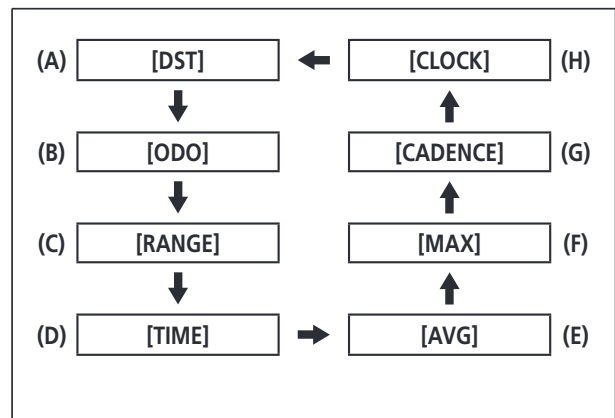 (A) [DST] [CLOCK] (H)
(B) [ODO] [CADENCE] (G)
(C) [RANGE] [MAX] (F)
(D) [TIME] [AVG] (E)